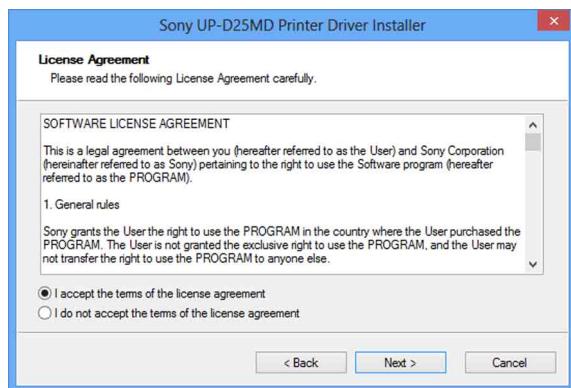 Sony UP-D25MD Printer Driver Installer
License Agreement
Please read the following License Agreement carefully.
SOFTWARE LICENSE AGREEMENT
This is a legal agreement between you (hereafter referred to as the User) and Sony Corporation
(hereinafter referred to as Sony) pertaining to the right to use the Software program (hereafter
referred to as the PROGRAM).
1. General rules
Sony grants the User the right to use the PROGRAM in the country where the User purchased the
PROGRAM. The User is not granted the exclusive right to use the PROGRAM, and the User may
not transfer the right to use the PROGRAM to anyone else.
I accept the terms of the license agreement
I do not accept the terms of the license agreement
< Back Next > Cancel